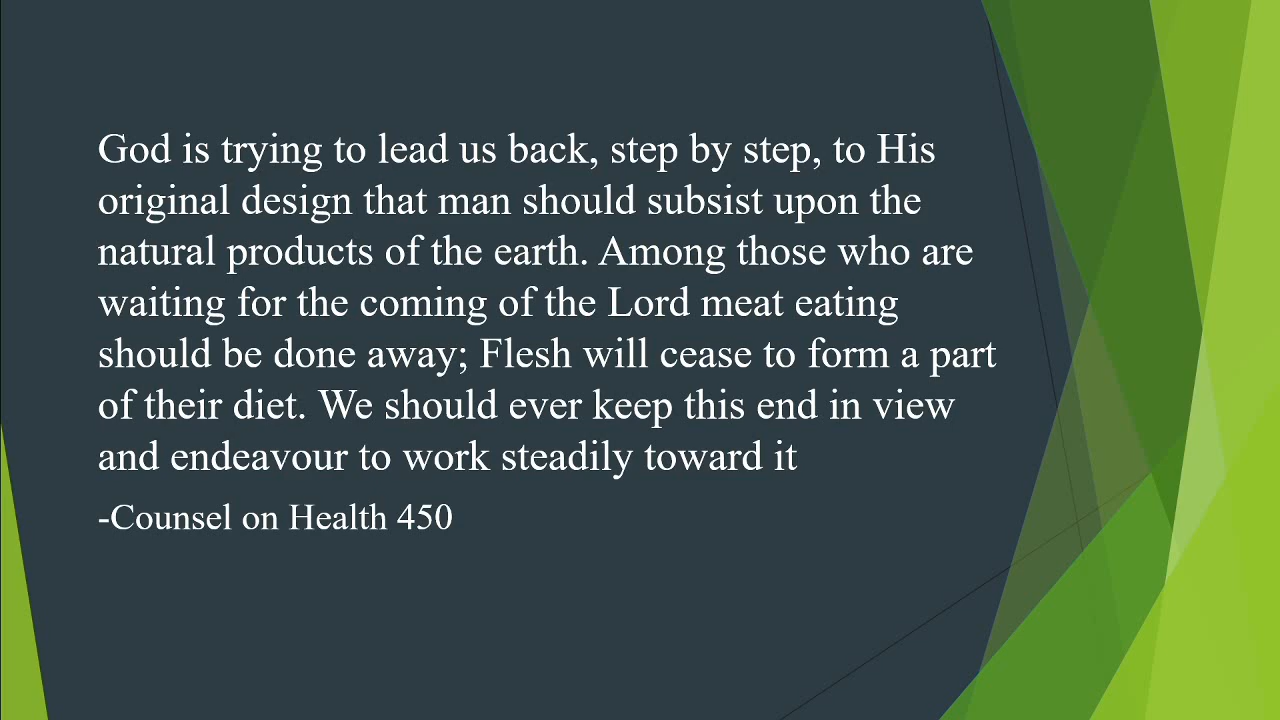 God is trying to lead us back, step by step, to His
original design that man should subsist upon the
natural products of the earth. Among those who are
waiting for the coming of the Lord meat eating
should be done away; Flesh will cease to form a part
of their diet. We should ever keep this end in view
and endeavour to work steadily toward it
-Counsel on Health 450